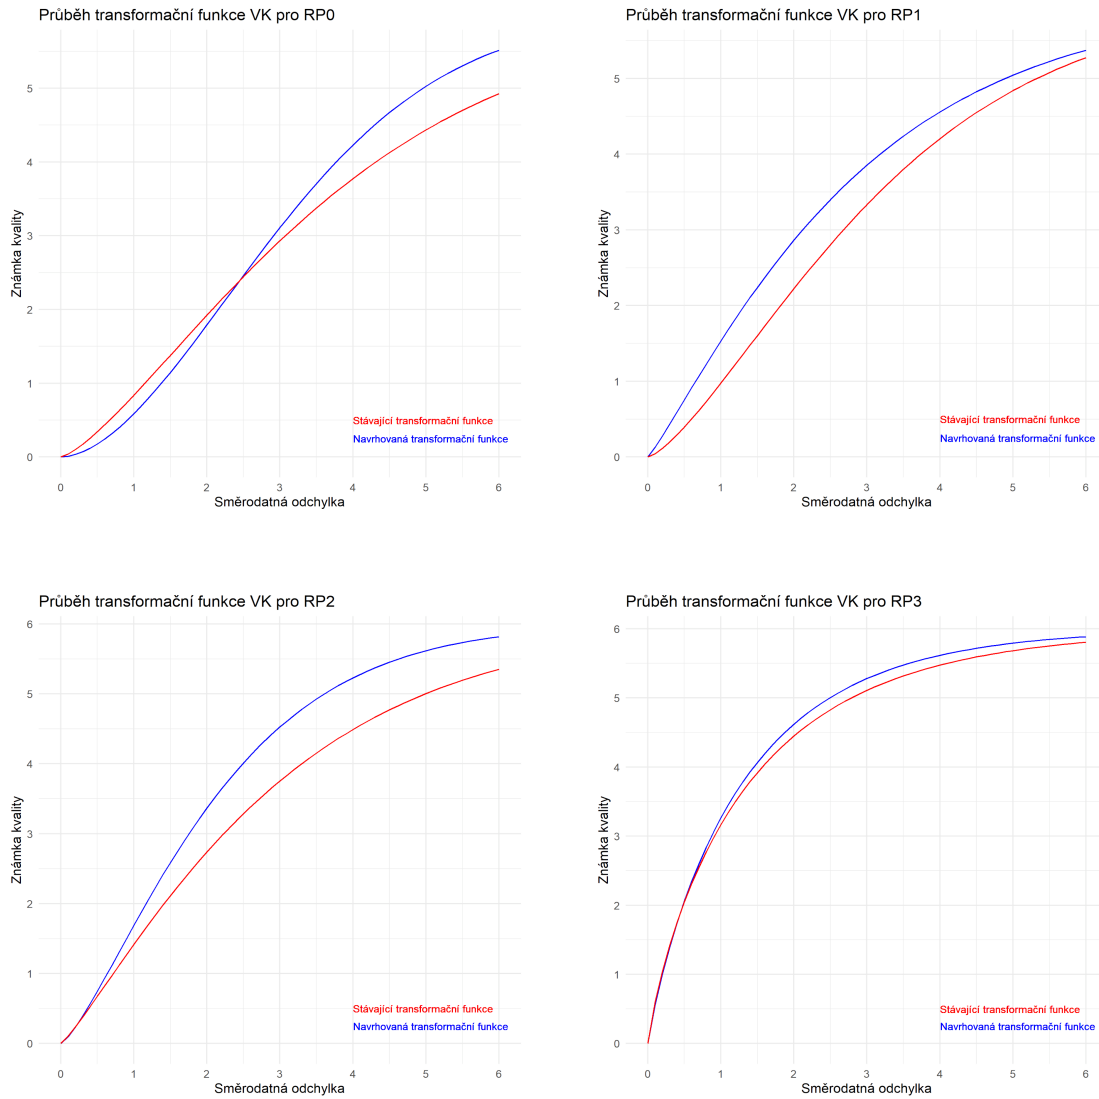 Průběh transformační funkce VK pro RP0
Známka kvality
5
4
3
2
1
0
Stávající transformační funkce
Navrhovaná transformační funkce
0 1 2 3 4 5 6
Směrodatná odchylka
Průběh transformační funkce VK pro RP1
Známka kvality
5
4
3
2
1
0
Stávající transformační funkce
Navrhovaná transformační funkce
0 1 2 3 4 5 6
Směrodatná odchylka
Průběh transformační funkce VK pro RP2
Známka kvality
6
5
4
3
2
1
0
Stávající transformační funkce
Navrhovaná transformační funkce
0 1 2 3 4 5 6
Směrodatná odchylka
Průběh transformační funkce VK pro RP3
Známka kvality
6
5
4
3
2
1
0
Stávající transformační funkce
Navrhovaná transformační funkce
0 1 2 3 4 5 6
Směrodatná odchylka